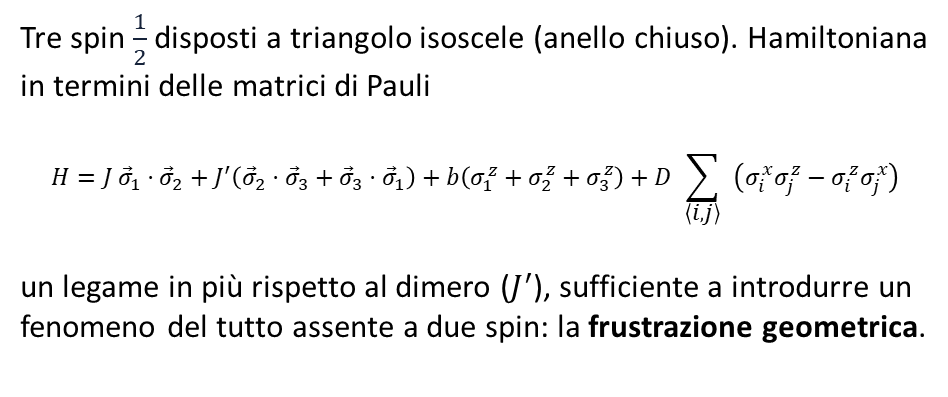 Tre spin 1/2 disposti a triangolo isoscele (anello chiuso). Hamiltoniana
in termini delle matrici di Pauli
H = J σ⃗₁ · σ⃗₂ + J′(σ⃗₂ · σ⃗₃ + σ⃗₃ · σ⃗₁) + b(σ₁ᶻ + σ₂ᶻ + σ₃ᶻ) + D ∑⟨i,j⟩ (σᵢˣσⱼᶻ − σᵢᶻσⱼˣ)
un legame in più rispetto al dimero (J′), sufficiente a introdurre un
fenomeno del tutto assente a due spin: la frustrazione geometrica.